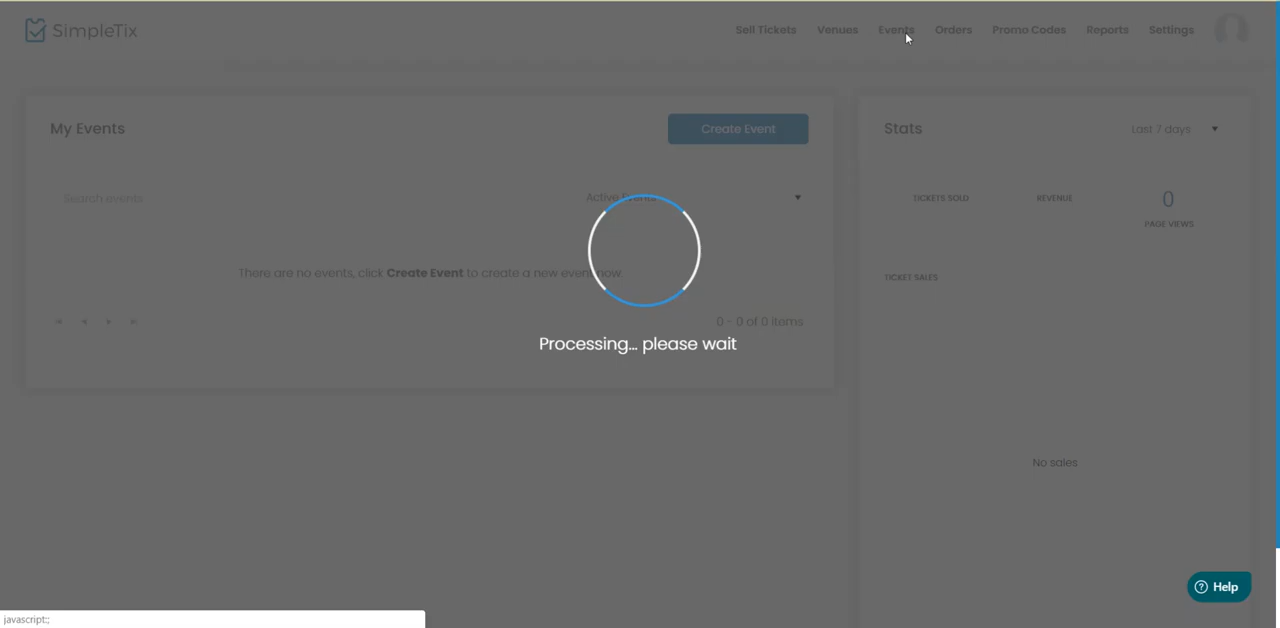 SimpleTix
Sell Tickets Venues Events Orders Promo Codes Reports Settings
My Events
Create Event
Stats
Last 7 days
Search events
Active Events
TICKETS SOLD
REVENUE
0
PAGE VIEWS
There are no events, click Create Event to create a new event now.
TICKET SALES
0 - 0 of 0 items
Processing... please wait
No sales
Help
javascript:;